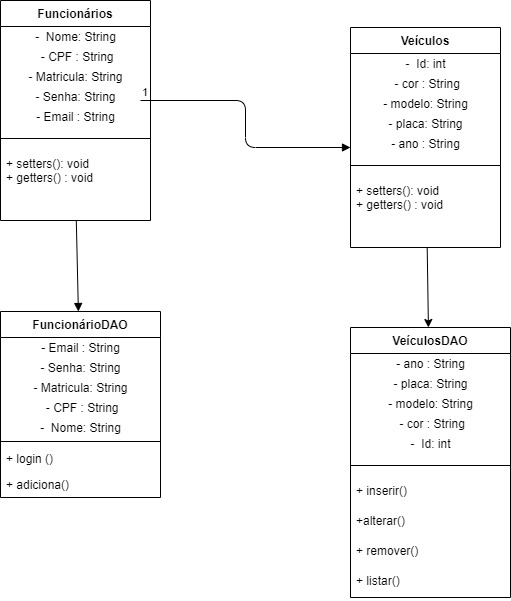 Funcionários
- Nome: String
- CPF : String
- Matricula: String
- Senha: String
- Email : String
+ setters(): void
+ getters() : void
1
Veículos
- Id: int
- cor : String
- modelo: String
- placa: String
- ano : String
+ setters(): void
+ getters() : void
FuncionárioDAO
- Email : String
- Senha: String
- Matricula: String
- CPF : String
- Nome: String
+ login ()
+ adiciona()
VeículosDAO
- ano : String
- placa: String
- modelo: String
- cor : String
- Id: int
+ inserir()
+alterar()
+ remover()
+ listar()